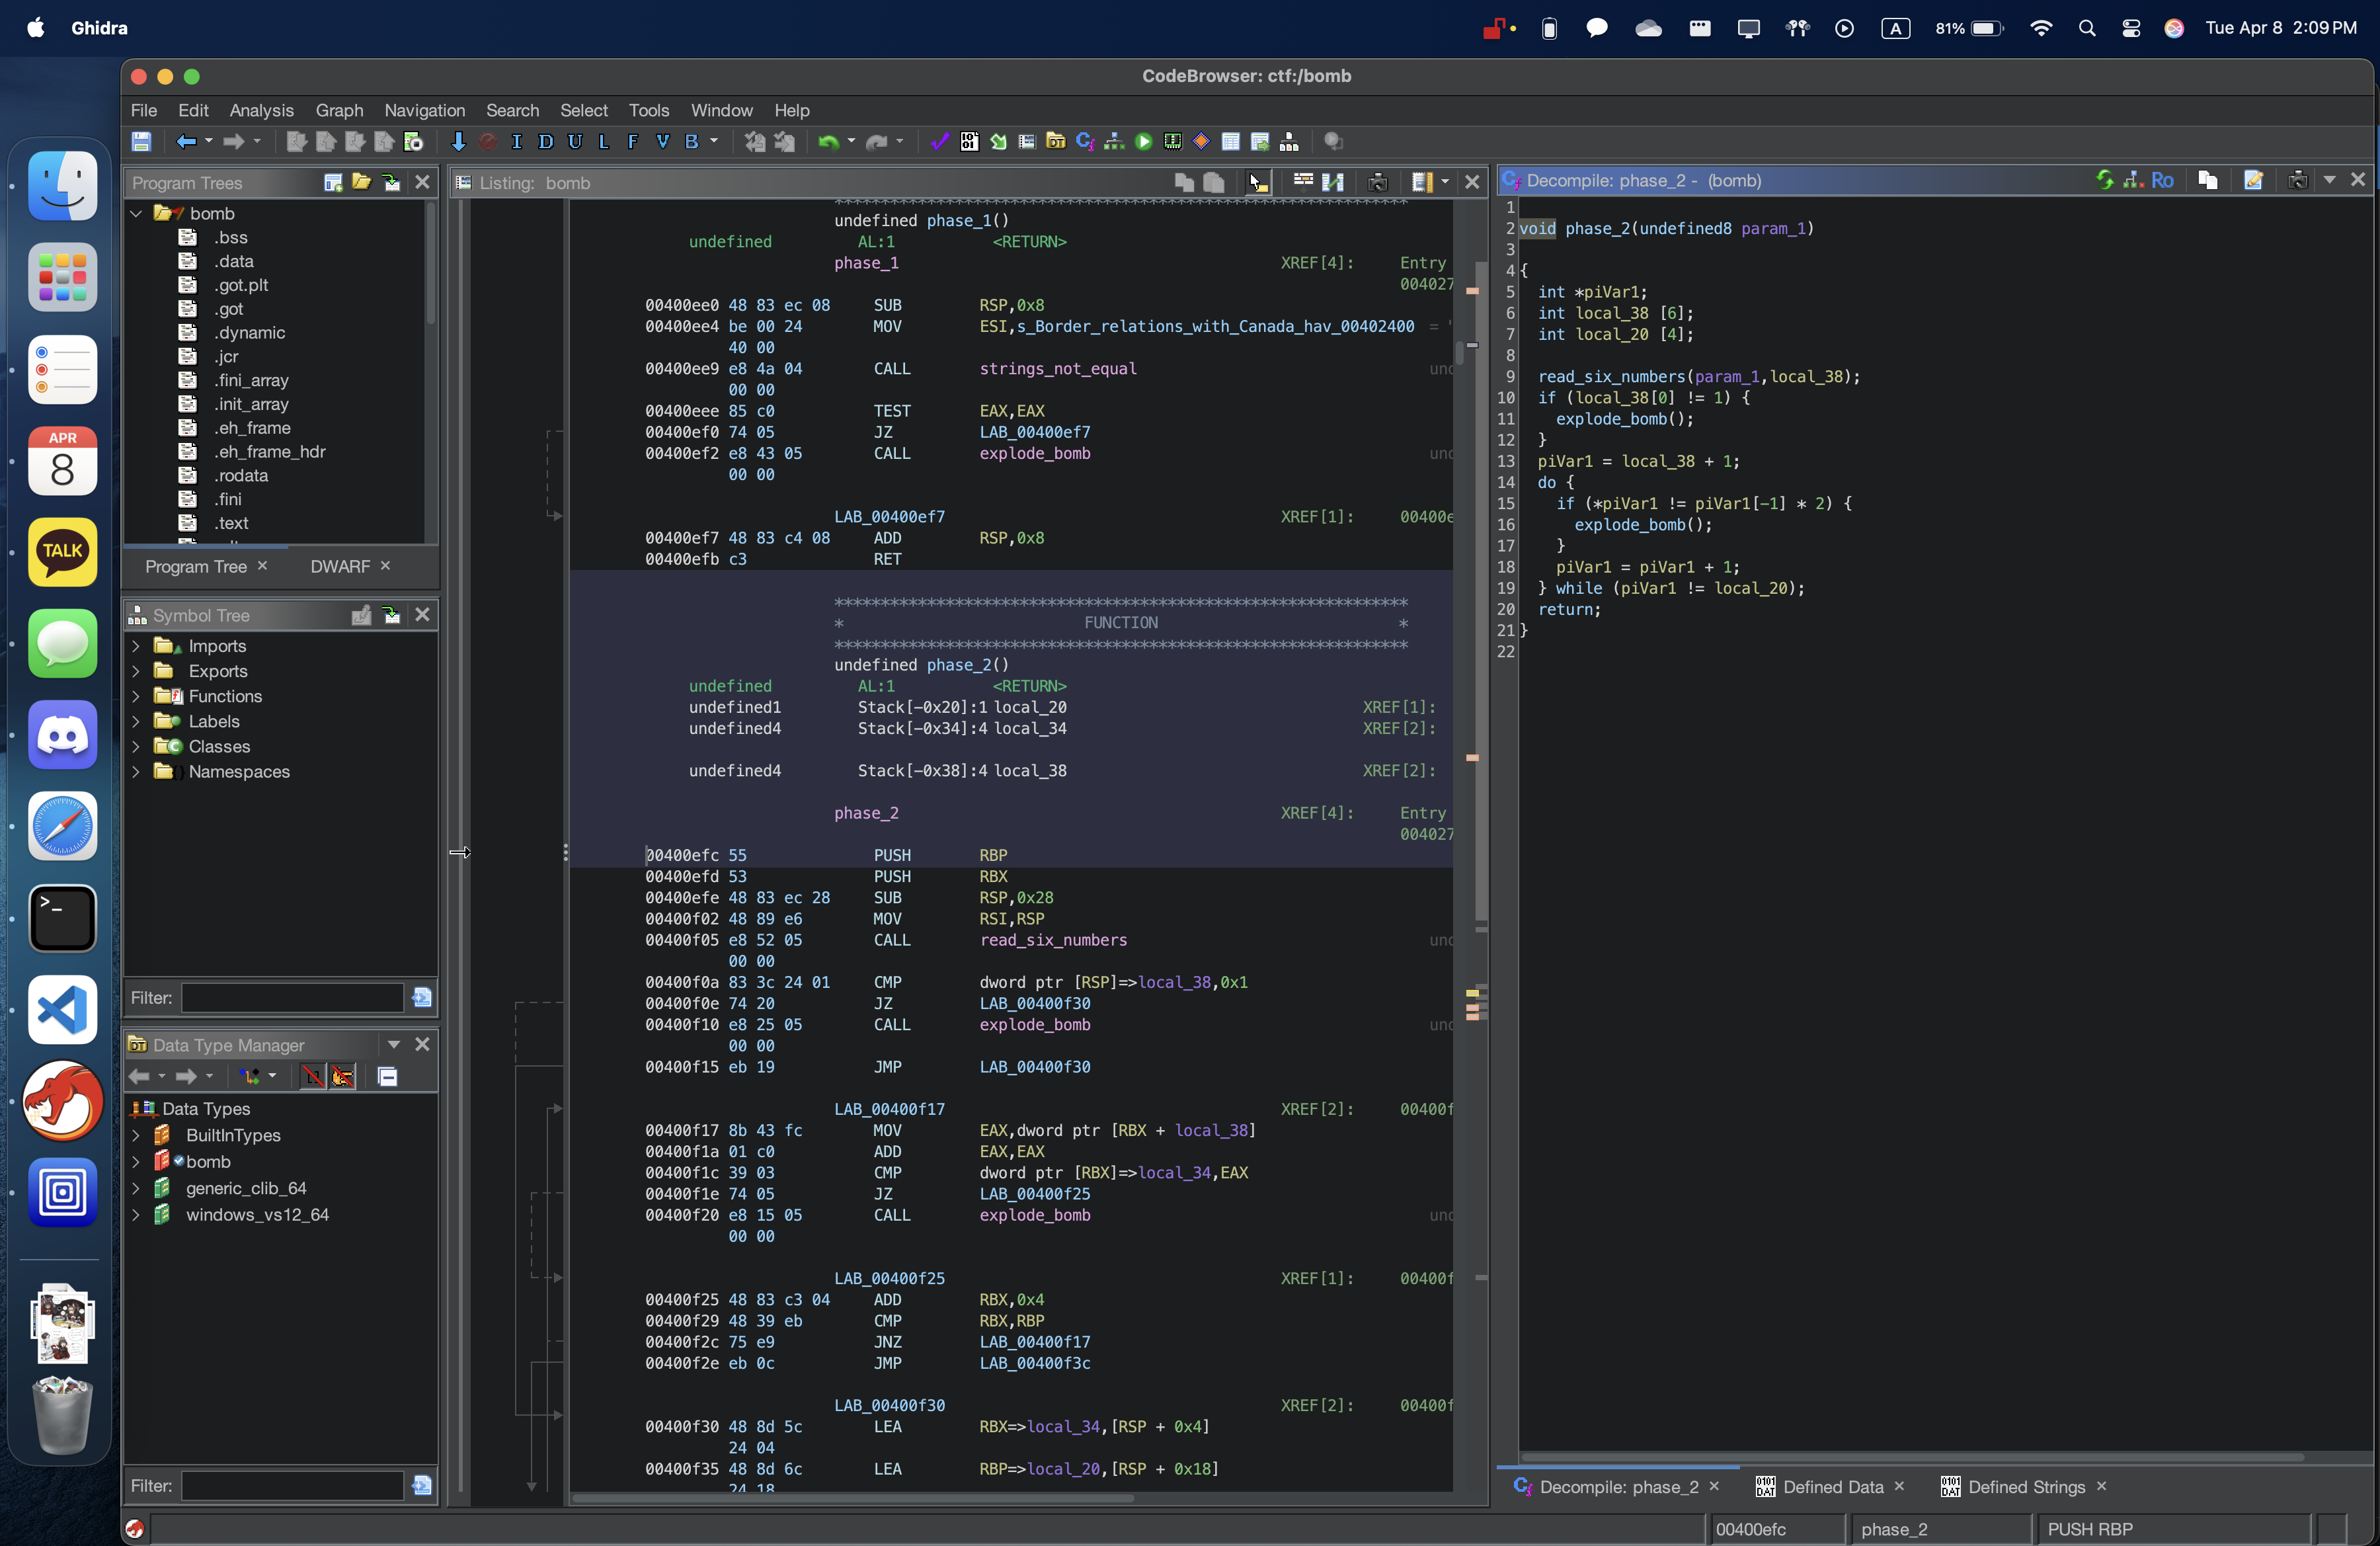 Ghidra
A
81%
Tue Apr 8 2:09 PM
CodeBrowser: ctf:/bomb
File Edit Analysis Graph Navigation Search Select Tools Window Help
I D U L F V B
Program Trees
bomb
.bss
.data
.got.plt
.got
.dynamic
.jcr
.fini_array
.init_array
.eh_frame
.eh_frame_hdr
.rodata
.fini
.text
Program Tree
DWARF
Symbol Tree
Imports
Exports
Functions
Labels
Classes
Namespaces
Filter:
Data Type Manager
Data Types
BuiltInTypes
bomb
generic_clib_64
windows_vs12_64
Filter:
APR
8
TALK
Listing: bomb
undefined phase_1()
undefined AL:1 <RETURN>
phase_1 XREF[4]: Entry
004027
00400ee0 48 83 ec 08 SUB RSP,0x8
00400ee4 be 00 24 MOV ESI,s_Border_relations_with_Canada_hav_00402400 = '
40 00
00400ee9 e8 4a 04 CALL strings_not_equal und
00 00
00400eee 85 c0 TEST EAX,EAX
00400ef0 74 05 JZ LAB_00400ef7
00400ef2 e8 43 05 CALL explode_bomb und
00 00
LAB_00400ef7 XREF[1]: 00400e
00400ef7 48 83 c4 08 ADD RSP,0x8
00400efb c3 RET
* FUNCTION *
undefined phase_2()
undefined AL:1 <RETURN>
undefined1 Stack[-0x20]:1 local_20 XREF[1]:
undefined4 Stack[-0x34]:4 local_34 XREF[2]:
undefined4 Stack[-0x38]:4 local_38 XREF[2]:
phase_2 XREF[4]: Entry
004027
00400efc 55 PUSH RBP
00400efd 53 PUSH RBX
00400efe 48 83 ec 28 SUB RSP,0x28
00400f02 48 89 e6 MOV RSI,RSP
00400f05 e8 52 05 CALL read_six_numbers und
00 00
00400f0a 83 3c 24 01 CMP dword ptr [RSP]=>local_38,0x1
00400f0e 74 20 JZ LAB_00400f30
00400f10 e8 25 05 CALL explode_bomb und
00 00
00400f15 eb 19 JMP LAB_00400f30
LAB_00400f17 XREF[2]: 00400f
00400f17 8b 43 fc MOV EAX,dword ptr [RBX + local_38]
00400f1a 01 c0 ADD EAX,EAX
00400f1c 39 03 CMP dword ptr [RBX]=>local_34,EAX
00400f1e 74 05 JZ LAB_00400f25
00400f20 e8 15 05 CALL explode_bomb und
00 00
LAB_00400f25 XREF[1]: 00400f
00400f25 48 83 c3 04 ADD RBX,0x4
00400f29 48 39 eb CMP RBX,RBP
00400f2c 75 e9 JNZ LAB_00400f17
00400f2e eb 0c JMP LAB_00400f3c
LAB_00400f30 XREF[2]: 00400f
00400f30 48 8d 5c LEA RBX=>local_34,[RSP + 0x4]
24 04
00400f35 48 8d 6c LEA RBP=>local_20,[RSP + 0x18]
24 18
Decompile: phase_2 - (bomb)
Ro
1
2 void phase_2(undefined8 param_1)
3
4 {
5 int *piVar1;
6 int local_38 [6];
7 int local_20 [4];
8
9 read_six_numbers(param_1,local_38);
10 if (local_38[0] != 1) {
11 explode_bomb();
12 }
13 piVar1 = local_38 + 1;
14 do {
15 if (*piVar1 != piVar1[-1] * 2) {
16 explode_bomb();
17 }
18 piVar1 = piVar1 + 1;
19 } while (piVar1 != local_20);
20 return;
21 }
22
Decompile: phase_2
Defined Data
Defined Strings
00400efc phase_2 PUSH RBP